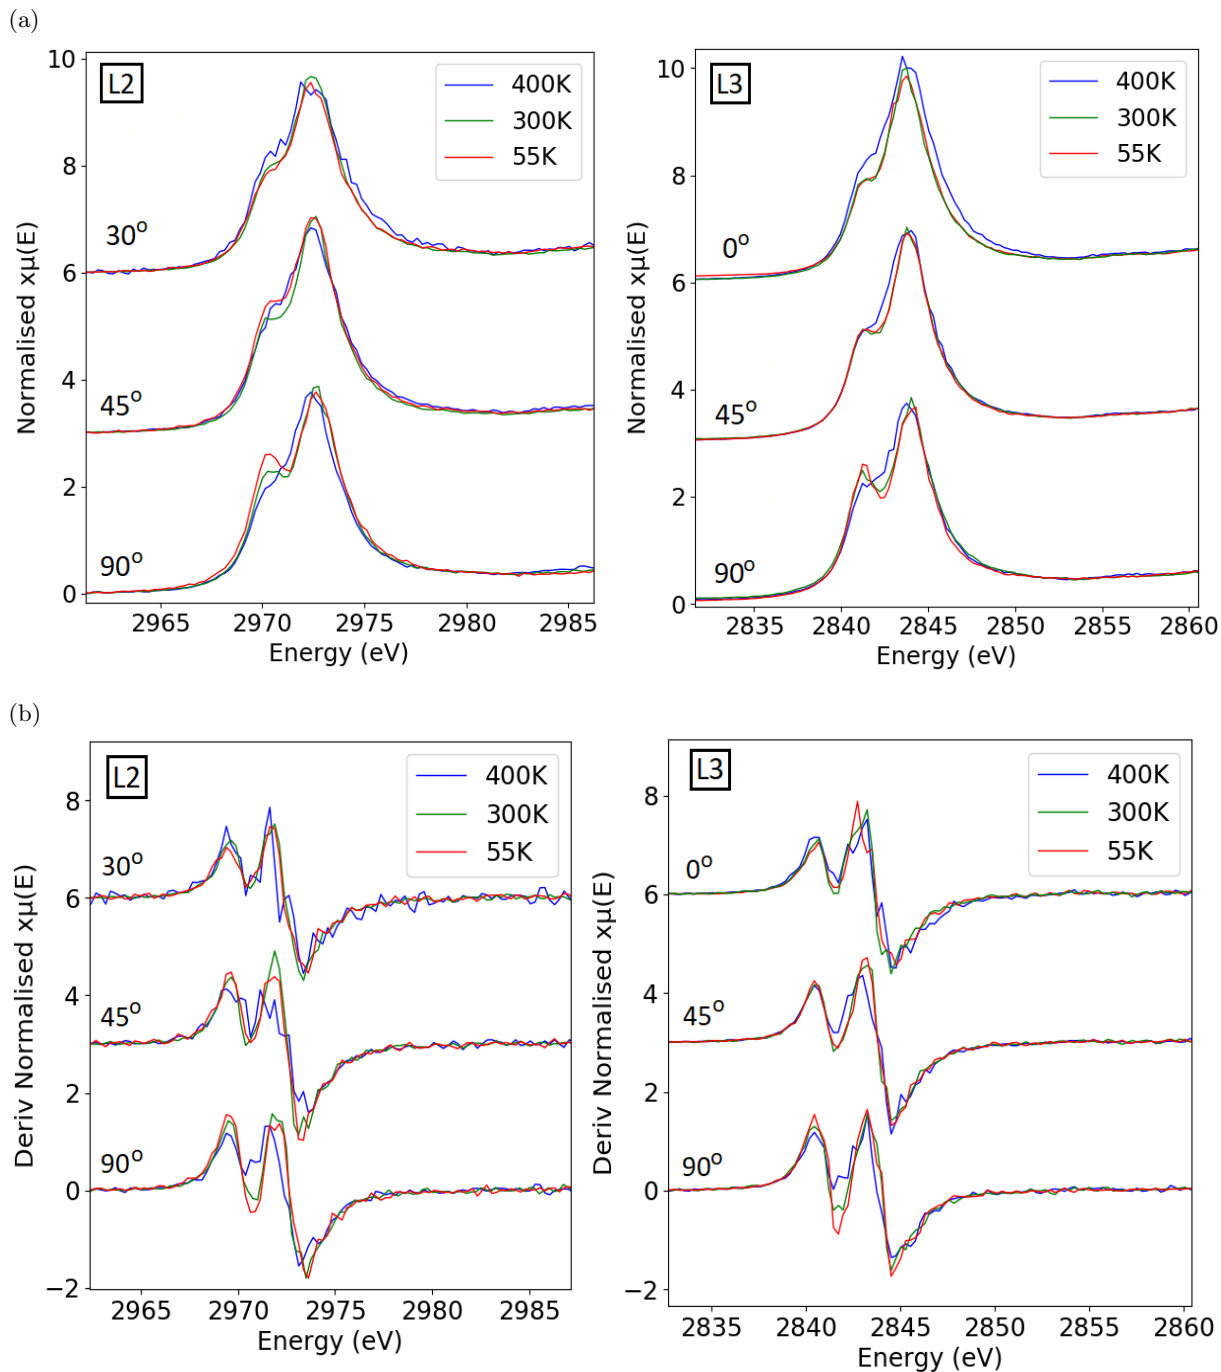 (a)
L2
400K
300K
55K
30°
45°
90°
10
8
6
4
2
0
2965 2970 2975 2980 2985
Energy (eV)
Normalised xμ(E)
L3
400K
300K
55K
0°
45°
90°
10
8
6
4
2
0
2835 2840 2845 2850 2855 2860
Energy (eV)
Normalised xμ(E)
(b)
L2
400K
300K
55K
30°
45°
90°
8
6
4
2
0
−2
2965 2970 2975 2980 2985
Energy (eV)
Deriv Normalised xμ(E)
L3
400K
300K
55K
0°
45°
90°
8
6
4
2
0
−2
2835 2840 2845 2850 2855 2860
Energy (eV)
Deriv Normalised xμ(E)